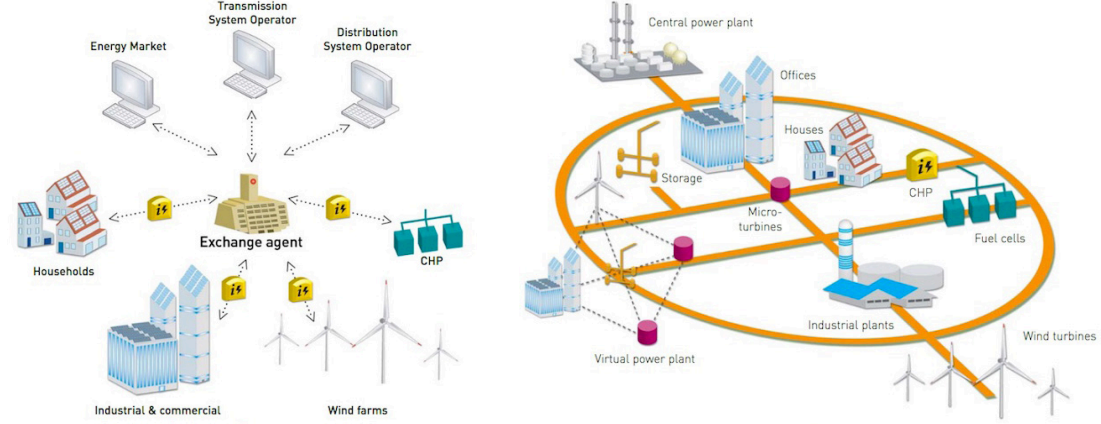 Transmission
System Operator
Energy Market
Distribution
System Operator
Exchange agent
Households
CHP
Industrial & commercial
Wind farms
Central power plant
Offices
Houses
Storage
CHP
Micro-
turbines
Fuel cells
Industrial plants
Virtual power plant
Wind turbines